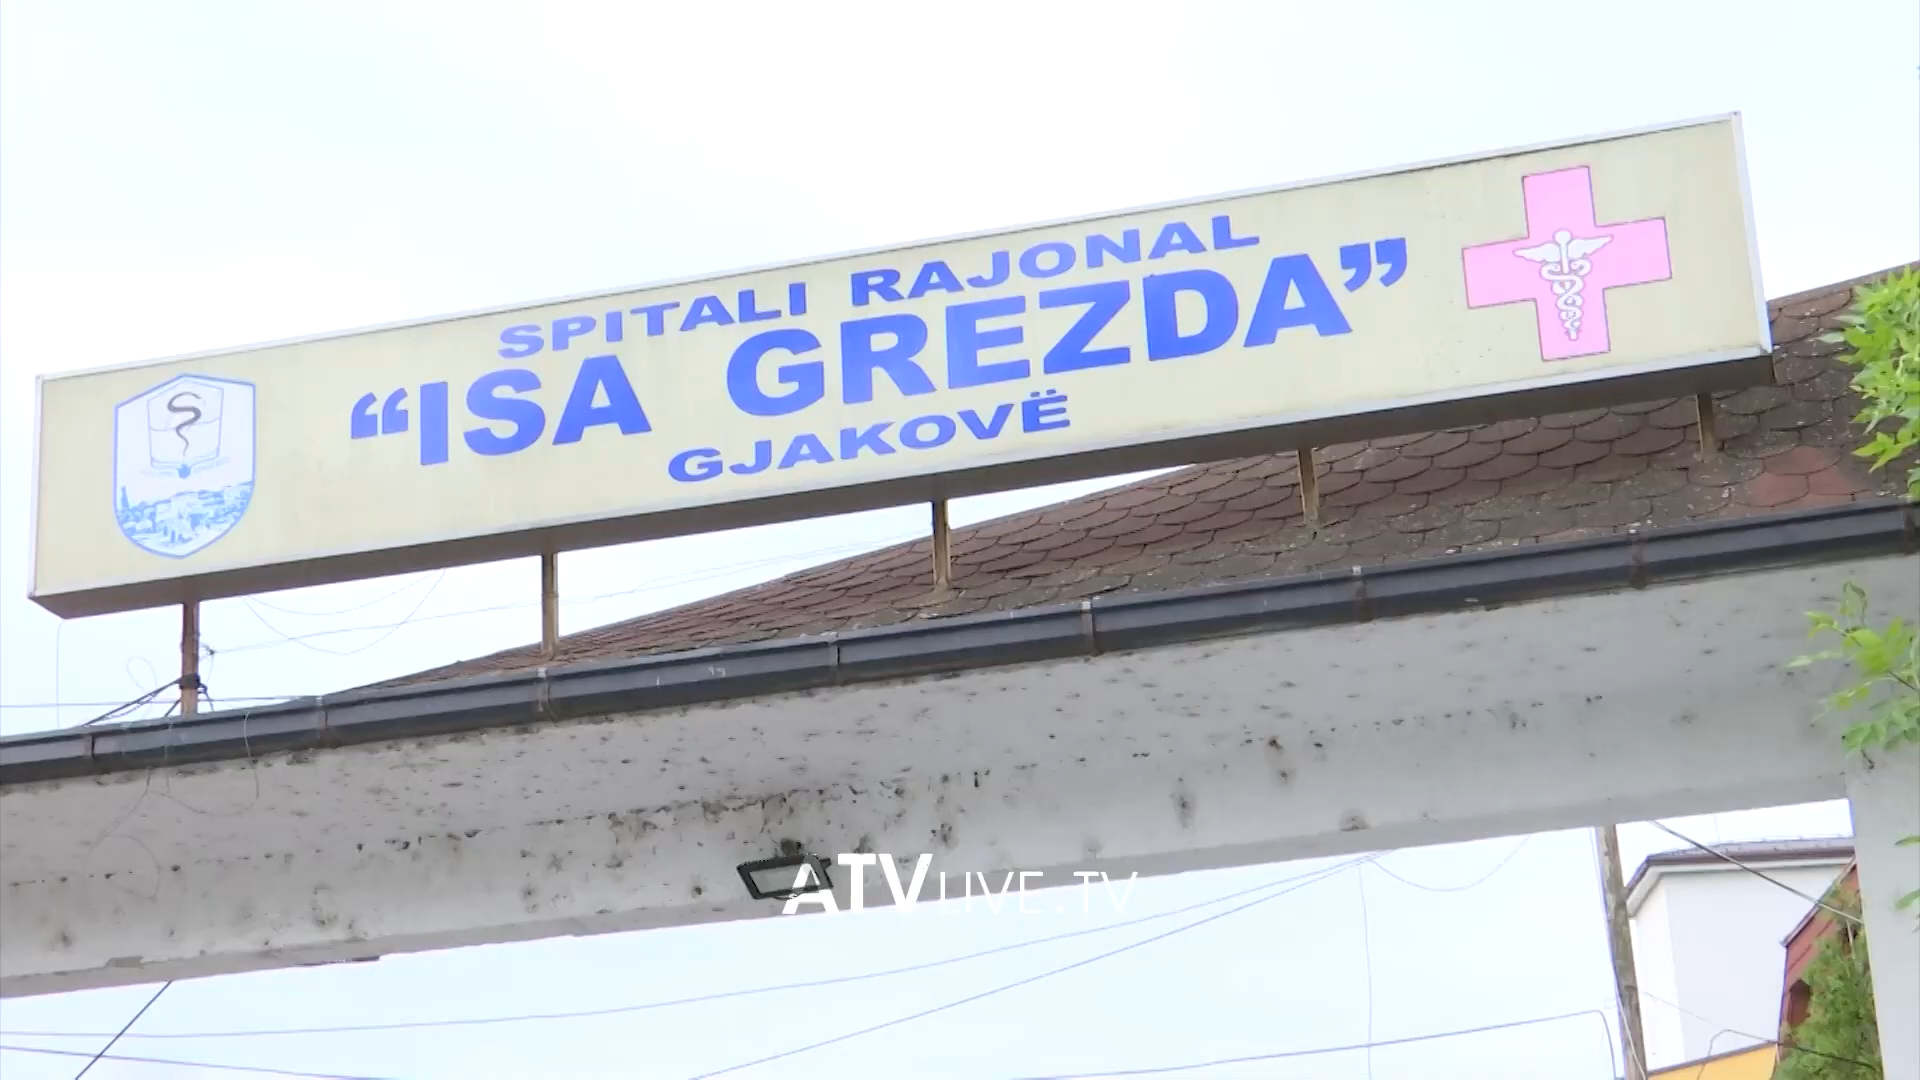 SPITALI RAJONAL
“ISA GREZDA”
GJAKOVË
ATVLIVE.TV